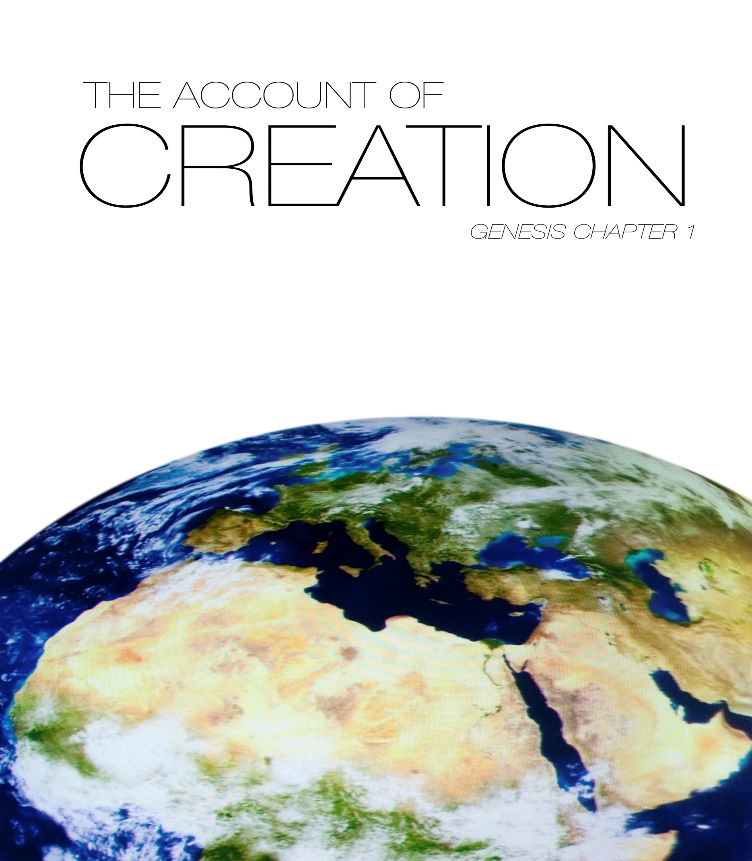 THE ACCOUNT OF
CREATION
GENESIS CHAPTER 1